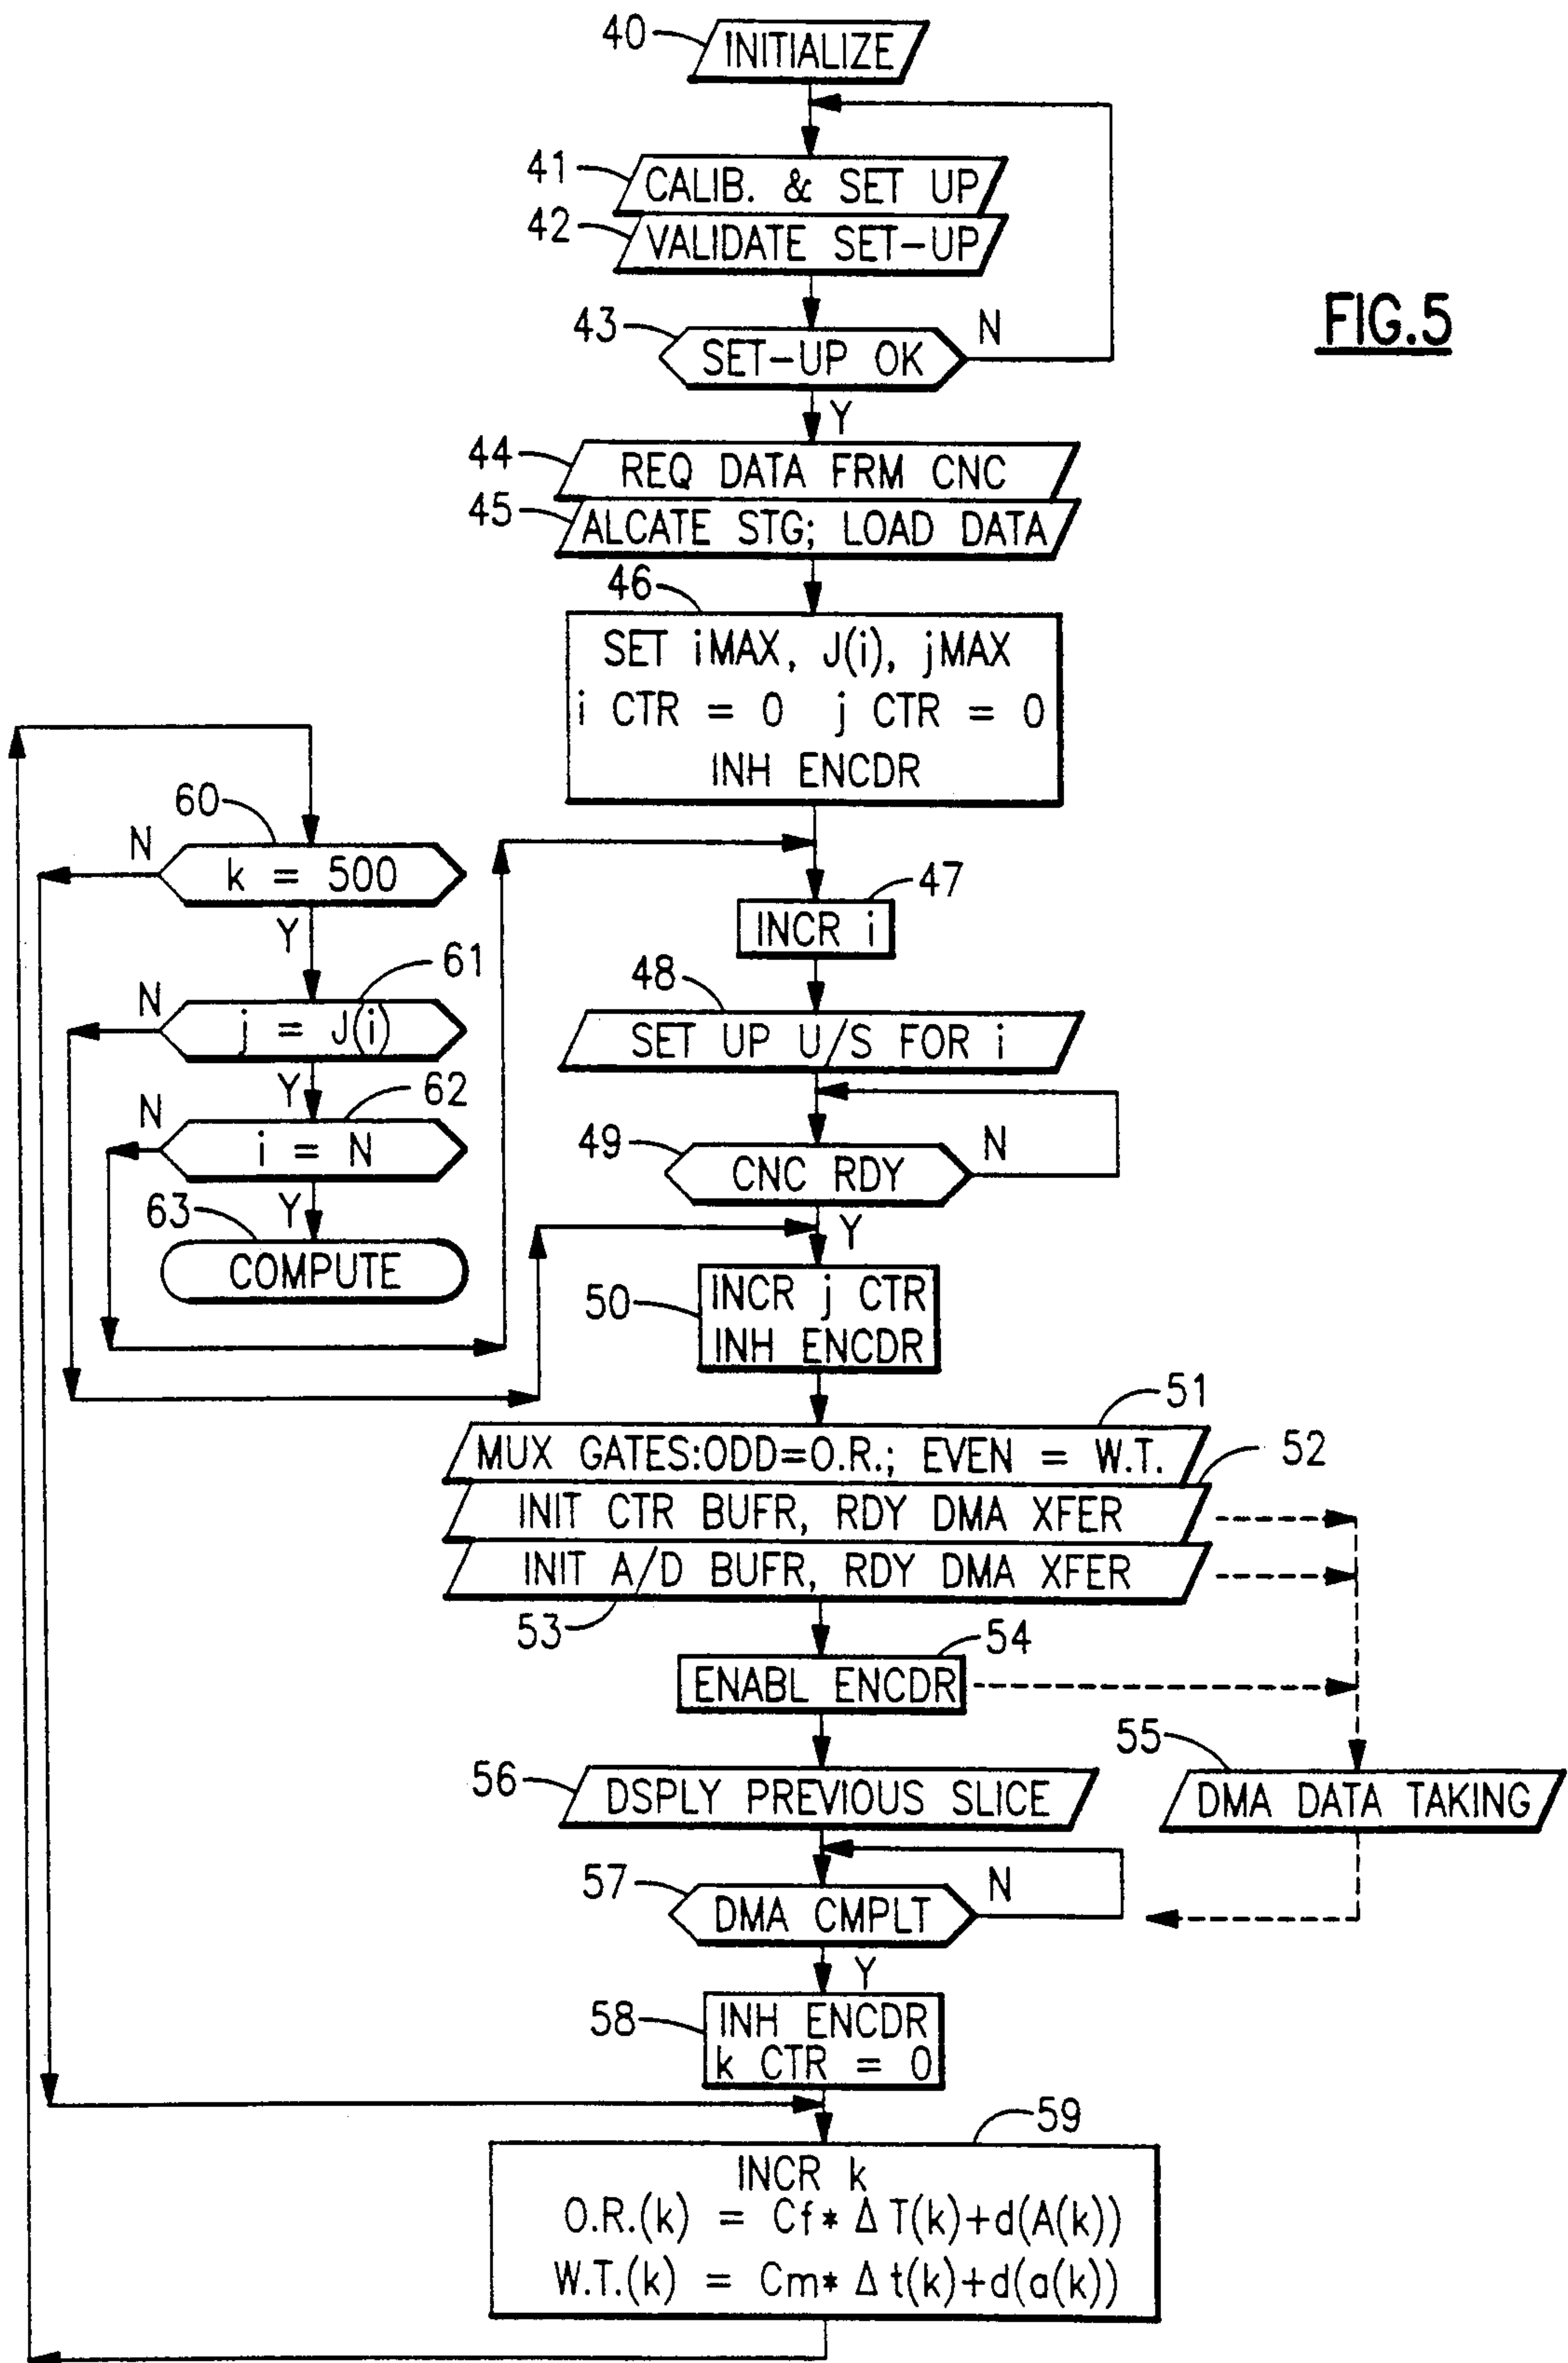 40
INITIALIZE
41
CALIB. & SET UP
42
VALIDATE SET-UP
FIG.5
43
SET-UP OK
N
Y
44
REQ DATA FRM CNC
45
ALCATE STG; LOAD DATA
46
SET iMAX, J(i), jMAX
i CTR = 0 j CTR = 0
INH ENCDR
60
N
k = 500
Y
47
INCR i
61
N
j = J(i)
Y
48
SET UP U/S FOR i
62
N
i = N
Y
49
CNC RDY
N
Y
63
COMPUTE
50
INCR j CTR
INH ENCDR
51
MUX GATES:ODD=O.R.; EVEN = W.T.
52
INIT CTR BUFR, RDY DMA XFER
INIT A/D BUFR, RDY DMA XFER
53
54
ENABL ENCDR
55
56
DSPLY PREVIOUS SLICE
DMA DATA TAKING
57
DMA CMPLT
N
Y
58
INH ENCDR
k CTR = 0
59
INCR k
O.R.(k) = Cf* Δ T(k)+d(A(k))
W.T.(k) = Cm* Δ t(k)+d(a(k))